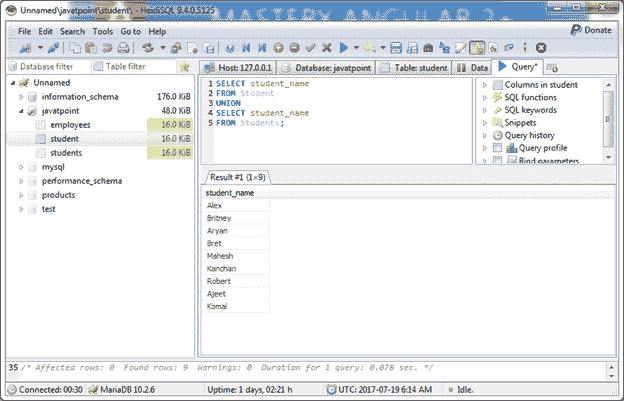 Unnamed\javatpoint\student\ - HeidiSQL 9.4.0.5125
MASTERY ANGULAR 2+
File Edit Search Tools Go to Help
Donate
Database filter Table filter
Host: 127.0.0.1 Database: javatpoint Table: student Data Query*
Unnamed
information_schema 176.0 KiB
javatpoint 48.0 KiB
employees 16.0 KiB
student 16.0 KiB
students 16.0 KiB
mysql
performance_schema
products
test
1 SELECT student_name
2 FROM Student
3 UNION
4 SELECT student_name
5 FROM Students;
Columns in student
SQL functions
SQL keywords
Snippets
Query history
Query profile
Bind parameters
Result #1 (1×9)
student_name
Alex
Britney
Aryan
Bret
Mahesh
Kanchan
Robert
Ajeet
Komal
35 /* Affected rows: 0 Found rows: 9 Warnings: 0 Duration for 1 query: 0.078 sec. */
Connected: 00:30 MariaDB 10.2.6 Uptime: 1 days, 02:21 h UTC: 2017-07-19 6:14 AM Idle.